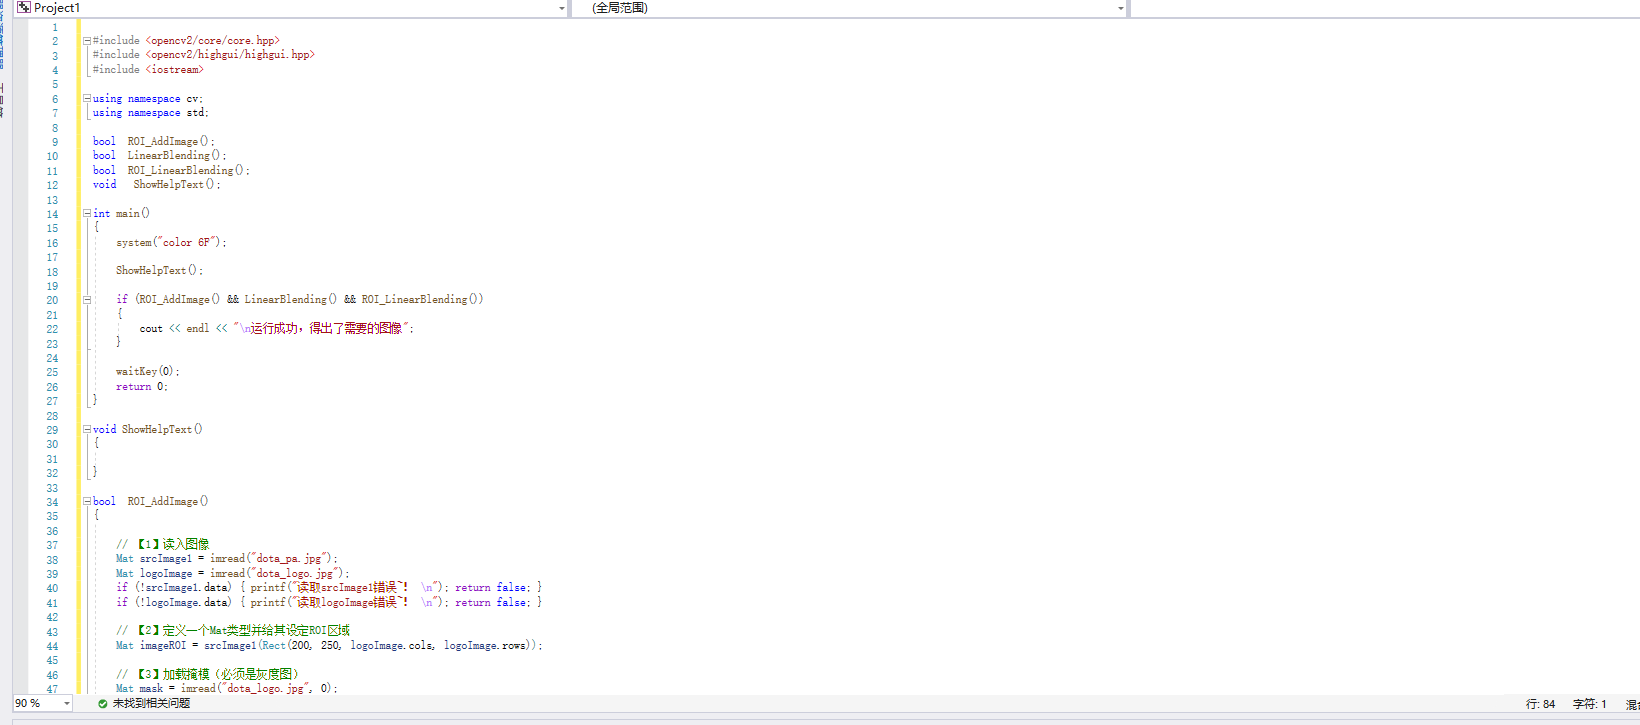 Project1 (全局范围)
1
2 #include <opencv2/core/core.hpp>
3 #include <opencv2/highgui/highgui.hpp>
4 #include <iostream>
5
6 using namespace cv;
7 using namespace std;
8
9 bool  ROI_AddImage();
10 bool  LinearBlending();
11 bool  ROI_LinearBlending();
12 void   ShowHelpText();
13
14 int main()
15 {
16 system("color 6F");
17
18 ShowHelpText();
19
20 if (ROI_AddImage() && LinearBlending() && ROI_LinearBlending())
21 {
22 cout << endl << "\n运行成功，得出了需要的图像";
23 }
24
25 waitKey(0);
26 return 0;
27 }
28
29 void ShowHelpText()
30 {
31
32 }
33
34 bool  ROI_AddImage()
35 {
36
37 // 【1】读入图像
38 Mat srcImage1 = imread("dota_pa.jpg");
39 Mat logoImage = imread("dota_logo.jpg");
40 if (!srcImage1.data) { printf("读取srcImage1错误~！ \n"); return false; }
41 if (!logoImage.data) { printf("读取logoImage错误~！ \n"); return false; }
42
43 // 【2】定义一个Mat类型并给其设定ROI区域
44 Mat imageROI = srcImage1(Rect(200, 250, logoImage.cols, logoImage.rows));
45
46 // 【3】加载掩模（必须是灰度图）
47 Mat mask = imread("dota_logo.jpg", 0);
90 % 未找到相关问题 行: 84 字符: 1